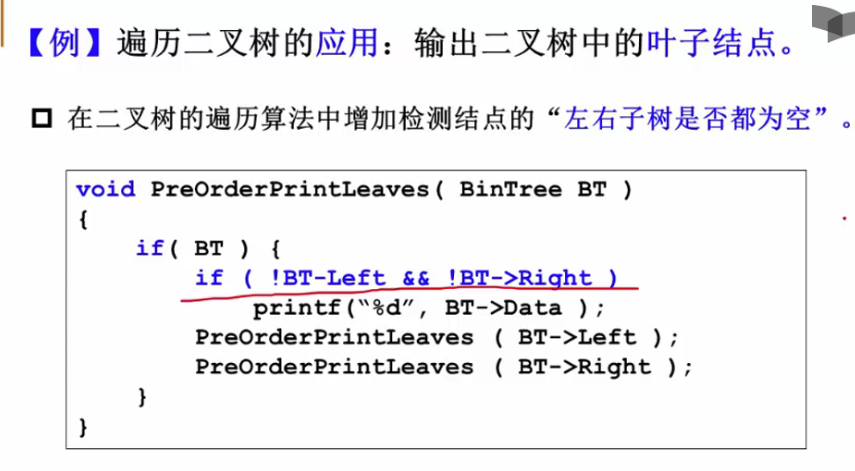 【例】遍历二叉树的应用：输出二叉树中的叶子结点。
在二叉树的遍历算法中增加检测结点的“左右子树是否都为空”。
void PreOrderPrintLeaves( BinTree BT )
{
if( BT ) {
if ( !BT-Left && !BT->Right )
printf(“%d”, BT->Data );
PreOrderPrintLeaves ( BT->Left );
PreOrderPrintLeaves ( BT->Right );
}
}